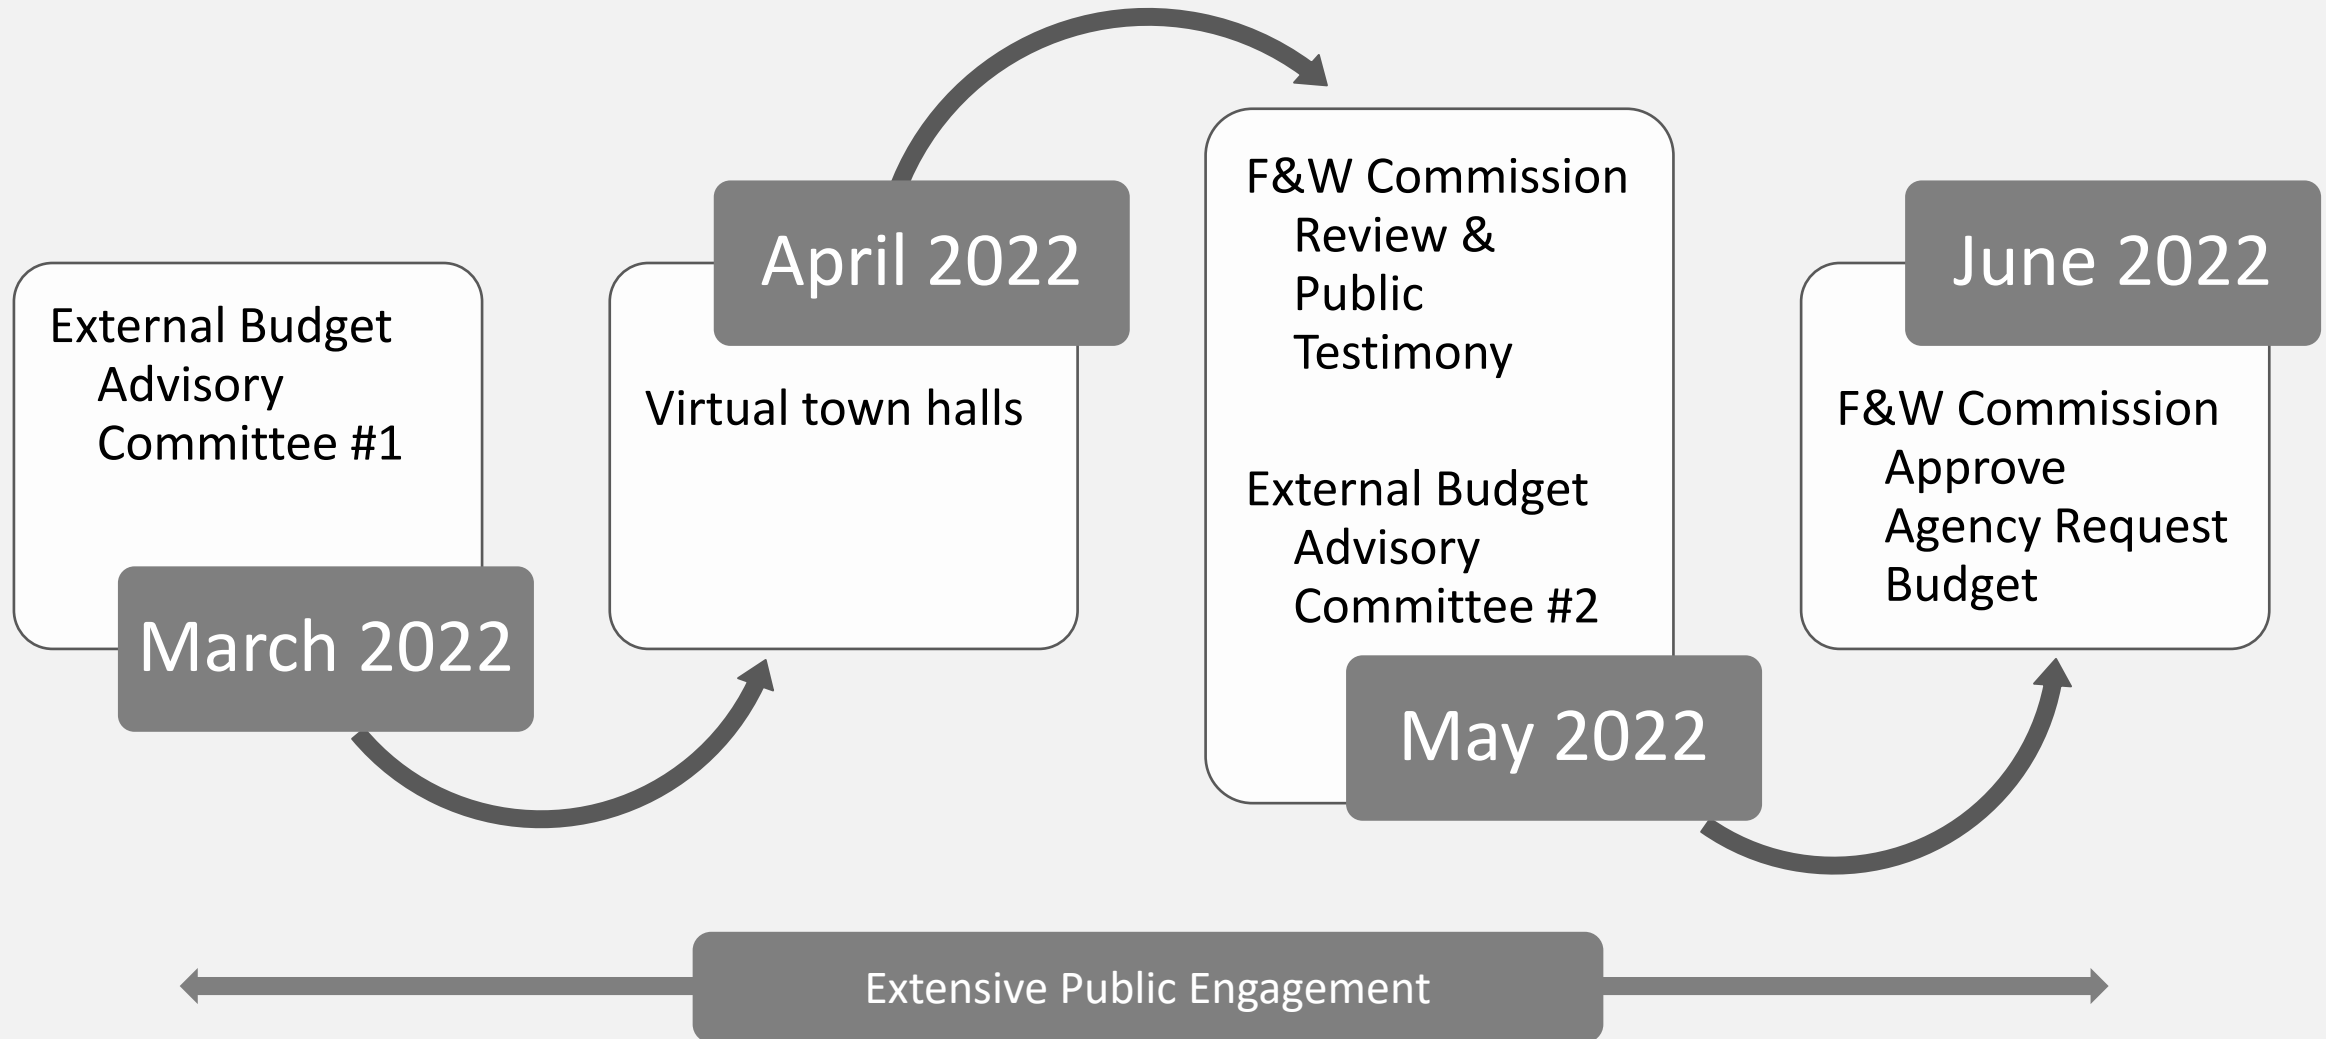 External Budget
Advisory
Committee #1
March 2022
April 2022
Virtual town halls
F&W Commission
Review &
Public
Testimony
External Budget
Advisory
Committee #2
May 2022
June 2022
F&W Commission
Approve
Agency Request
Budget
Extensive Public Engagement